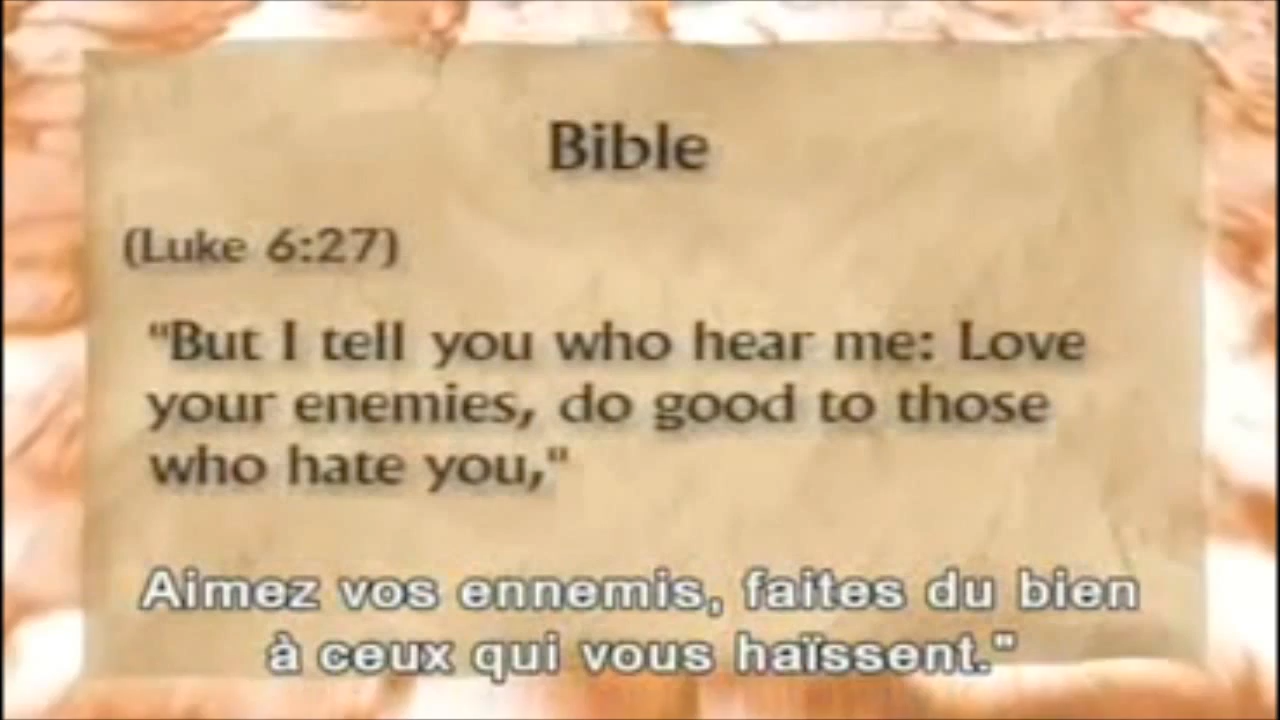 Bible
(Luke 6:27)
"But I tell you who hear me: Love
your enemies, do good to those
who hate you,"
Aimez vos ennemis, faites du bien
à ceux qui vous haïssent."